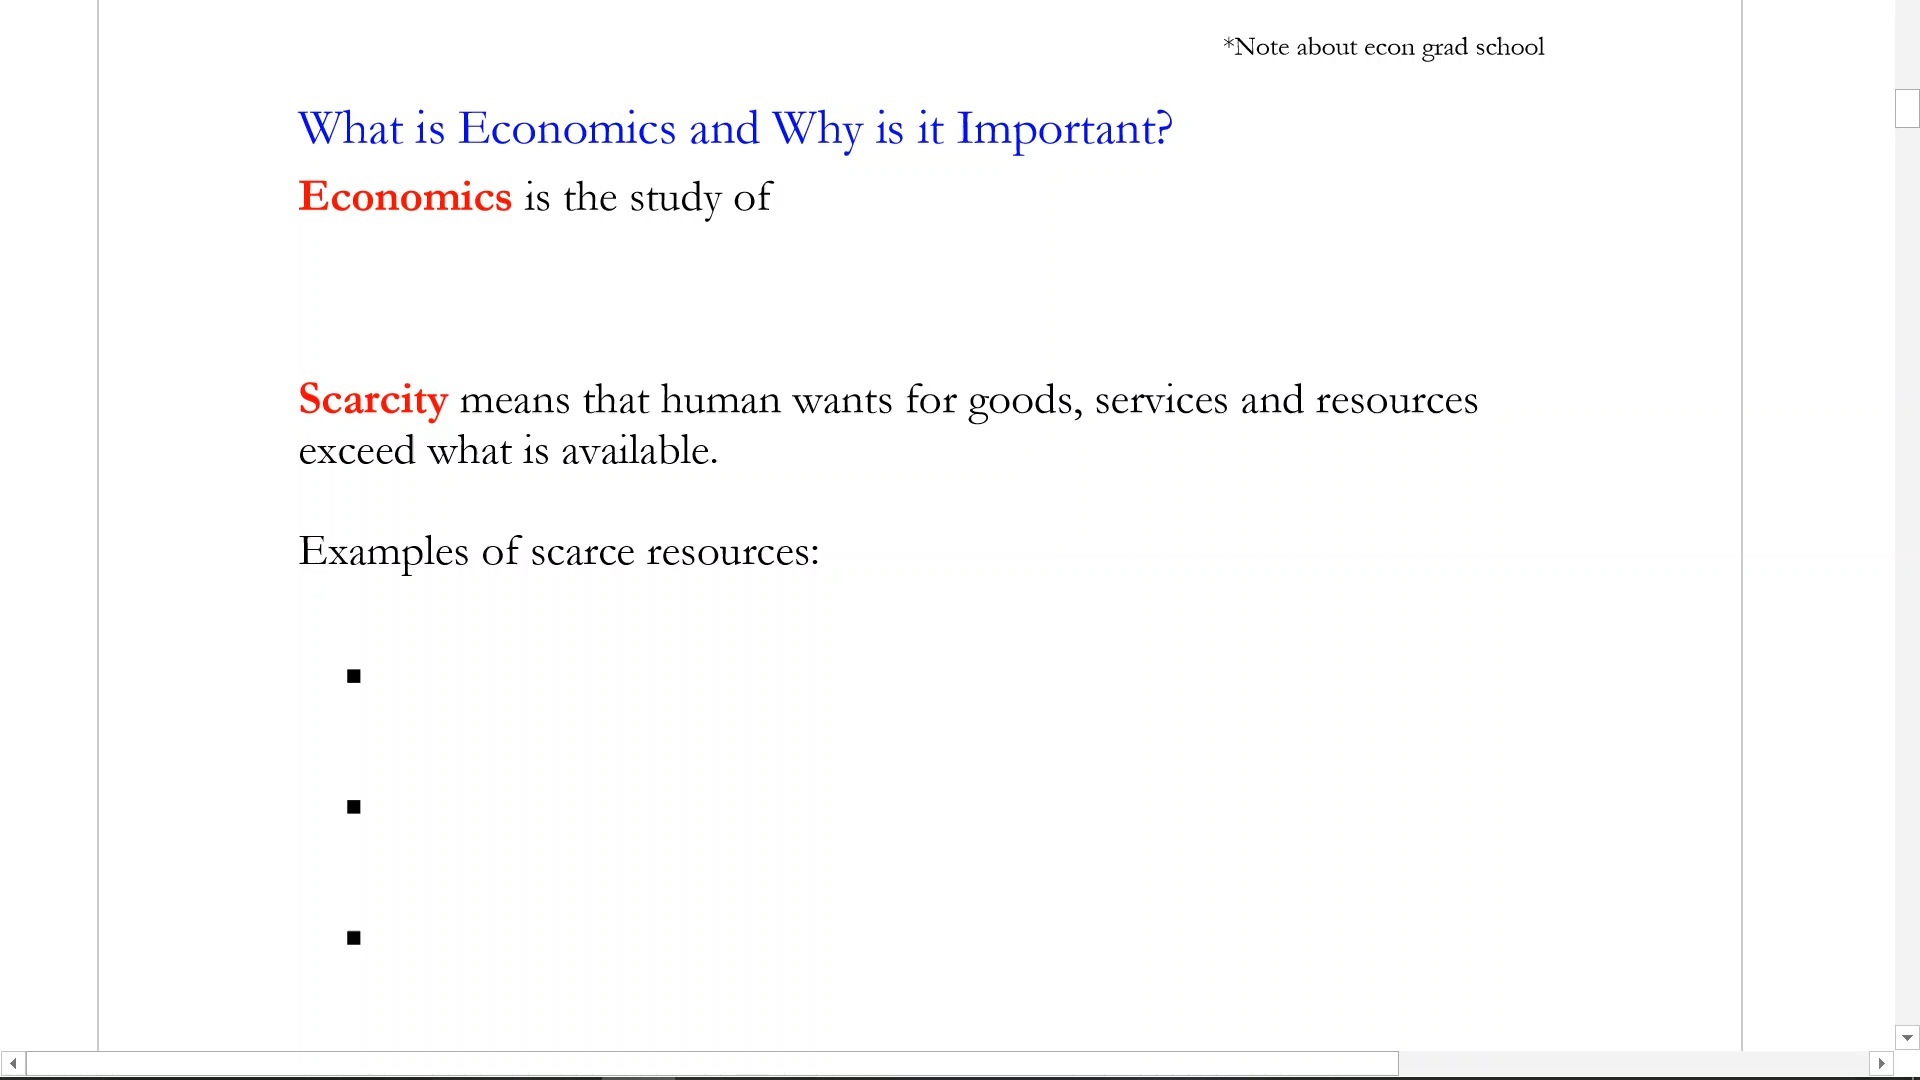 *Note about econ grad school
What is Economics and Why is it Important?
Economics is the study of
Scarcity means that human wants for goods, services and resources
exceed what is available.
Examples of scarce resources: